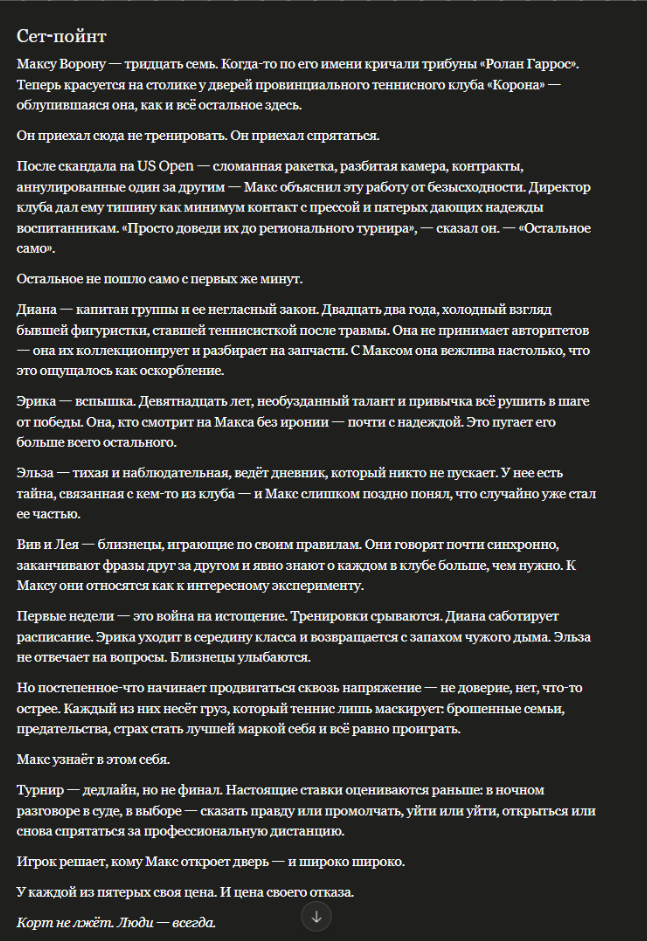 Сет-пойнт
Максу Ворону — тридцать семь. Когда-то по его имени кричали трибуны «Ролан Гаррос».
Теперь красуется на столике у дверей провинциального теннисного клуба «Корона» —
облупившаяся она, как и всё остальное здесь.
Он приехал сюда не тренировать. Он приехал спрятаться.
После скандала на US Open — сломанная ракетка, разбитая камера, контракты,
аннулированные один за другим — Макс объяснил эту работу от безысходности. Директор
клуба дал ему тишину как минимум контакт с прессой и пятерых дающих надежды
воспитанникам. «Просто доведи их до регионального турнира», — сказал он. — «Остальное
само».
Остальное не пошло само с первых же минут.
Диана — капитан группы и ее негласный закон. Двадцать два года, холодный взгляд
бывшей фигуристки, ставшей теннисисткой после травмы. Она не принимает авторитетов
— она их коллекционирует и разбирает на запчасти. С Максом она вежлива настолько, что
это ощущалось как оскорбление.
Эрика — вспышка. Девятнадцать лет, необузданный талант и привычка всё рушить в шаге
от победы. Она, кто смотрит на Макса без иронии — почти с надеждой. Это пугает его
больше всего остального.
Эльза — тихая и наблюдательная, ведёт дневник, который никто не пускает. У нее есть
тайна, связанная с кем-то из клуба — и Макс слишком поздно понял, что случайно уже стал
ее частью.
Вив и Лея — близнецы, играющие по своим правилам. Они говорят почти синхронно,
заканчивают фразы друг за другом и явно знают о каждом в клубе больше, чем нужно. К
Максу они относятся как к интересному эксперименту.
Первые недели — это война на истощение. Тренировки срываются. Диана саботирует
расписание. Эрика уходит в середину класса и возвращается с запахом чужого дыма. Эльза
не отвечает на вопросы. Близнецы улыбаются.
Но постепенное-что начинает продвигаться сквозь напряжение — не доверие, нет, что-то
острее. Каждый из них несёт груз, который теннис лишь маскирует: брошенные семьи,
предательства, страх стать лучшей маркой себя и всё равно проиграть.
Макс узнаёт в этом себя.
Турнир — дедлайн, но не финал. Настоящие ставки оцениваются раньше: в ночном
разговоре в суде, в выборе — сказать правду или промолчать, уйти или уйти, открыться или
снова спрятаться за профессиональную дистанцию.
Игрок решает, кому Макс откроет дверь — и широко широко.
У каждой из пятерых своя цена. И цена своего отказа.
Корт не лжёт. Люди — всегда.